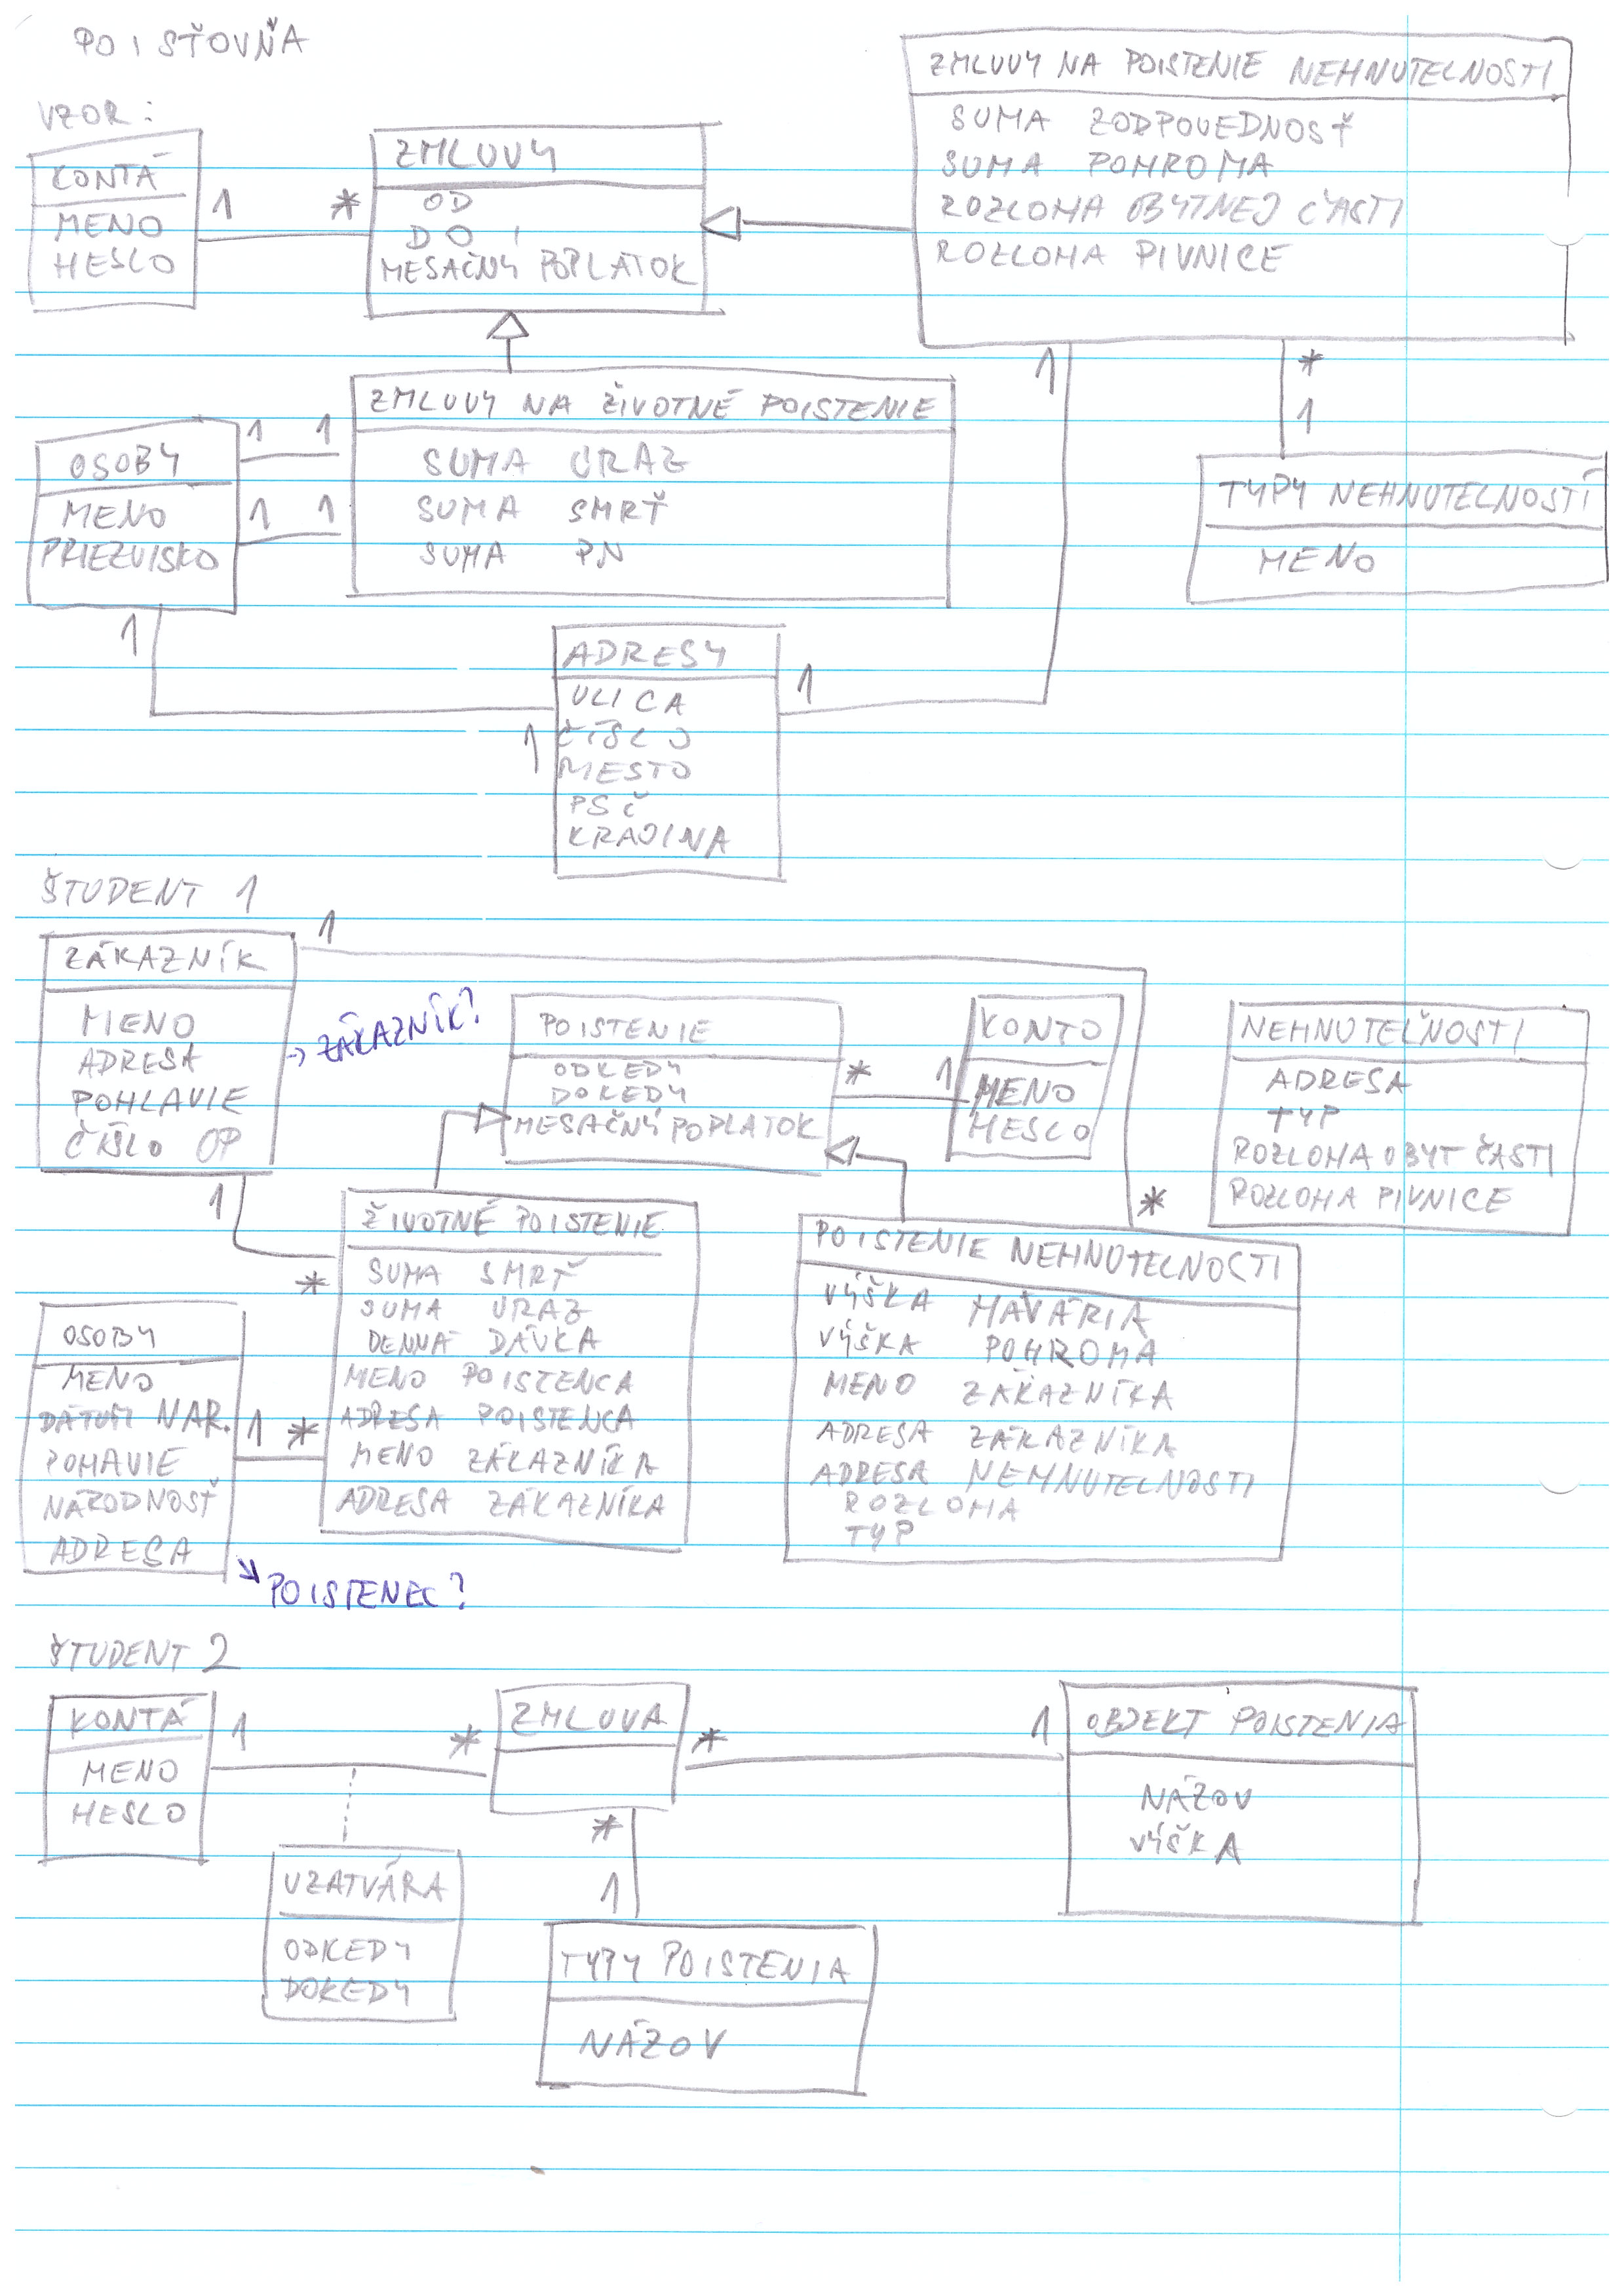 POISŤOVŇA
VZOR:
KONTÁ
MENO
HESLO
1 *
ZMLUVY
OD
DO
MESAČNÝ POPLATOK
ZMLUVY NA POISTENIE NEHNUTELNOSTI
SUMA ZODPOVEDNOSŤ
SUMA POHROMA
ROZLOHA OBYTNEJ ČASTI
ROZLOHA PIVNICE
1 *
1
OSOBY
MENO
PRIEZVISKO
1 1
1 1
ZMLUVY NA ŽIVOTNÉ POISTENIE
SUMA ÚRAZ
SUMA SMRŤ
SUMA PN
TYPY NEHNUTELNOSTÍ
MENO
1
1
1
ADRESY
ULICA
ČÍSLO
MESTO
PSČ
KRAJINA
ŠTUDENT 1
1
ZÁKAZNÍK
MENO
ADRESA
POHLAVIE
ČÍSLO OP
→ ZÁKAZNÍK?
POISTENIE
ODKEDY
DOKEDY
MESAČNÝ POPLATOK
* 1
KONTO
MENO
HESLO
NEHNUTEĽNOSTI
ADRESA
TYP
ROZLOHA OBYT ČASTI
ROZLOHA PIVNICE
1
*
*
ŽIVOTNÉ POISTENIE
SUMA SMRŤ
SUMA URAZ
DENNÁ DÁVKA
MENO POISTENCA
ADRESA POISTENCA
MENO ZÁKAZNÍKA
ADRESA ZÁKAZNÍKA
POISTENIE NEHNUTELNOSTI
VÝŠKA HAVÁRIA
VÝŠKA POHROMA
MENO ZÁKAZNÍKA
ADRESA ZÁKAZNÍKA
ADRESA NEHNUTELNOSTI
ROZLOHA
TYP
OSOBY
MENO
DÁTUM NAR.
POHAVIE
NÁRODNOSŤ
ADRESA
1 *
POISTENEC?
ŠTUDENT 2
KONTÁ
MENO
HESLO
1 *
ZMLUVA
* 1
OBJEKT POISTENIA
NÁZOV
VÝŠKA
*
1
UZATVÁRA
ODKEDY
DOKEDY
TYPY POISTENIA
NÁZOV